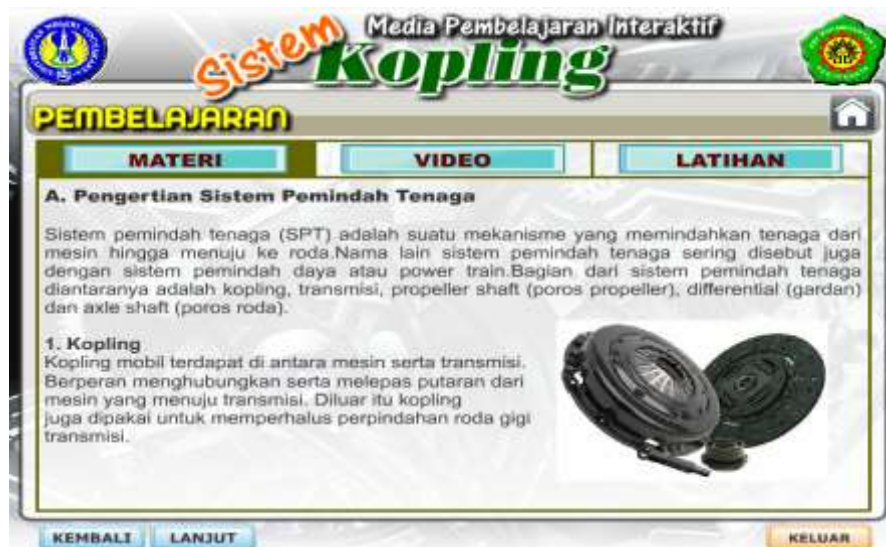 Media Pembelajaran Interaktif
Sistem
Kopling
PEMBELAJARAN
MATERI
VIDEO
LATIHAN
A. Pengertian Sistem Pemindah Tenaga
Sistem pemindah tenaga (SPT) adalah suatu mekanisme yang memindahkan tenaga dari
mesin hingga menuju ke roda.Nama lain sistem pemindah tenaga sering disebut juga
dengan sistem pemindah daya atau power train.Bagian dari sistem pemindah tenaga
diantaranya adalah kopling, transmisi, propeller shaft (poros propeller), differential (gardan)
dan axle shaft (poros roda).
1. Kopling
Kopling mobil terdapat di antara mesin serta transmisi.
Berperan menghubungkan serta melepas putaran dari
mesin yang menuju transmisi. Diluar itu kopling
juga dipakai untuk memperhalus perpindahan roda gigi
transmisi.
KEMBALI
LANJUT
KELUAR